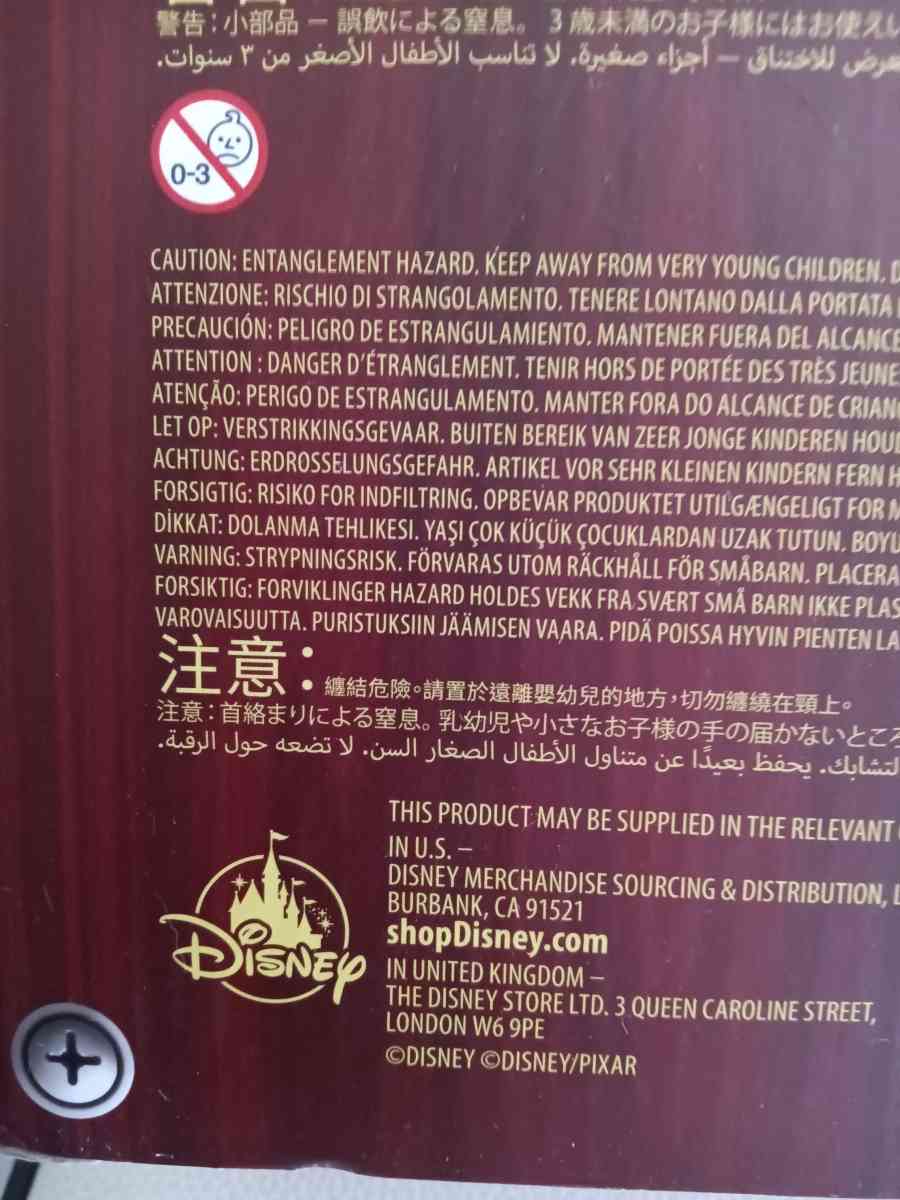 警告：小部品 – 誤飲による窒息。 3 歳未満のお子様にはお使えい
للاختناق – أجزاء صغيرة. لا تناسب الأطفال الأصغر من ٣ سنوات.
0-3
CAUTION: ENTANGLEMENT HAZARD. KEEP AWAY FROM VERY YOUNG CHILDREN. D
ATTENZIONE: RISCHIO DI STRANGOLAMENTO. TENERE LONTANO DALLA PORTATA
PRECAUCIÓN: PELIGRO DE ESTRANGULAMIENTO. MANTENER FUERA DEL ALCANCE
ATTENTION : DANGER D'ÉTRANGLEMENT. TENIR HORS DE PORTÉE DES TRÈS JEUNE
ATENÇÃO: PERIGO DE ESTRANGULAMENTO. MANTER FORA DO ALCANCE DE CRIAN
LET OP: VERSTRIKKINGSGEVAAR. BUITEN BEREIK VAN ZEER JONGE KINDEREN HOUD
ACHTUNG: ERDROSSELUNGSGEFAHR. ARTIKEL VOR SEHR KLEINEN KINDERN FERN H
FORSIGTIG: RISIKO FOR INDFILTRING. OPBEVAR PRODUKTET UTILGÆNGELIGT FOR M
DİKKAT: DOLANMA TEHLIKESI. YAŞI ÇOK KÜÇÜK ÇOCUKLARDAN UZAK TUTUN. BOYU
VARNING: STRYPNINGSRISK. FÖRVARAS UTOM RÄCKHÅLL FÖR SMÅBARN. PLACERA
FORSIKTIG: FORVIKLINGER HAZARD HOLDES VEKK FRA SVÆRT SMÅ BARN IKKE PLAS
VAROVAISUUTTA. PURISTUKSIIN JÄÄMISEN VAARA. PIDÄ POISSA HYVIN PIENTEN LA
注意：纏結危險。請置於遠離嬰幼兒的地方，切勿纏繞在頸上。
注意：首絡まりによる窒息。乳幼児や小さなお子様の手の届かないところ
التشابك. يحفظ بعيدًا عن متناول الأطفال الصغار السن. لا تضعه حول الرقبة.
THIS PRODUCT MAY BE SUPPLIED IN THE RELEVANT
IN U.S. –
DISNEY MERCHANDISE SOURCING & DISTRIBUTION, L
BURBANK, CA 91521
shopDisney.com
IN UNITED KINGDOM –
THE DISNEY STORE LTD. 3 QUEEN CAROLINE STREET,
LONDON W6 9PE
©DISNEY ©DISNEY/PIXAR
DISNEY